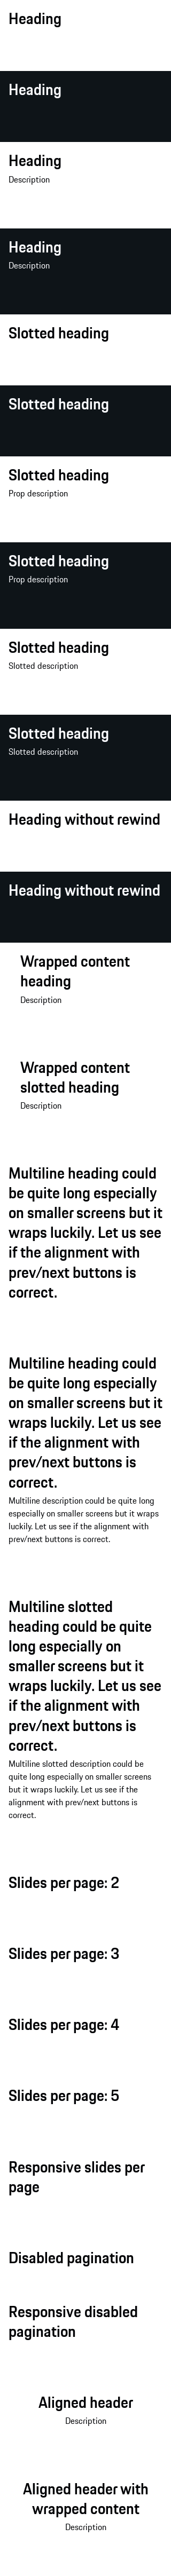 Heading
Heading
Heading
Description
Heading
Description
Slotted heading
Slotted heading
Slotted heading
Prop description
Slotted heading
Prop description
Slotted heading
Slotted description
Slotted heading
Slotted description
Heading without rewind
Heading without rewind
Wrapped content
heading
Description
Wrapped content
slotted heading
Description
Multiline heading could
be quite long especially
on smaller screens but it
wraps luckily. Let us see
if the alignment with
prev/next buttons is
correct.
Multiline heading could
be quite long especially
on smaller screens but it
wraps luckily. Let us see
if the alignment with
prev/next buttons is
correct.
Multiline description could be quite long
especially on smaller screens but it wraps
luckily. Let us see if the alignment with
prev/next buttons is correct.
Multiline slotted
heading could be quite
long especially on
smaller screens but it
wraps luckily. Let us see
if the alignment with
prev/next buttons is
correct.
Multiline slotted description could be
quite long especially on smaller screens
but it wraps luckily. Let us see if the
alignment with prev/next buttons is
correct.
Slides per page: 2
Slides per page: 3
Slides per page: 4
Slides per page: 5
Responsive slides per
page
Disabled pagination
Responsive disabled
pagination
Aligned header
Description
Aligned header with
wrapped content
Description